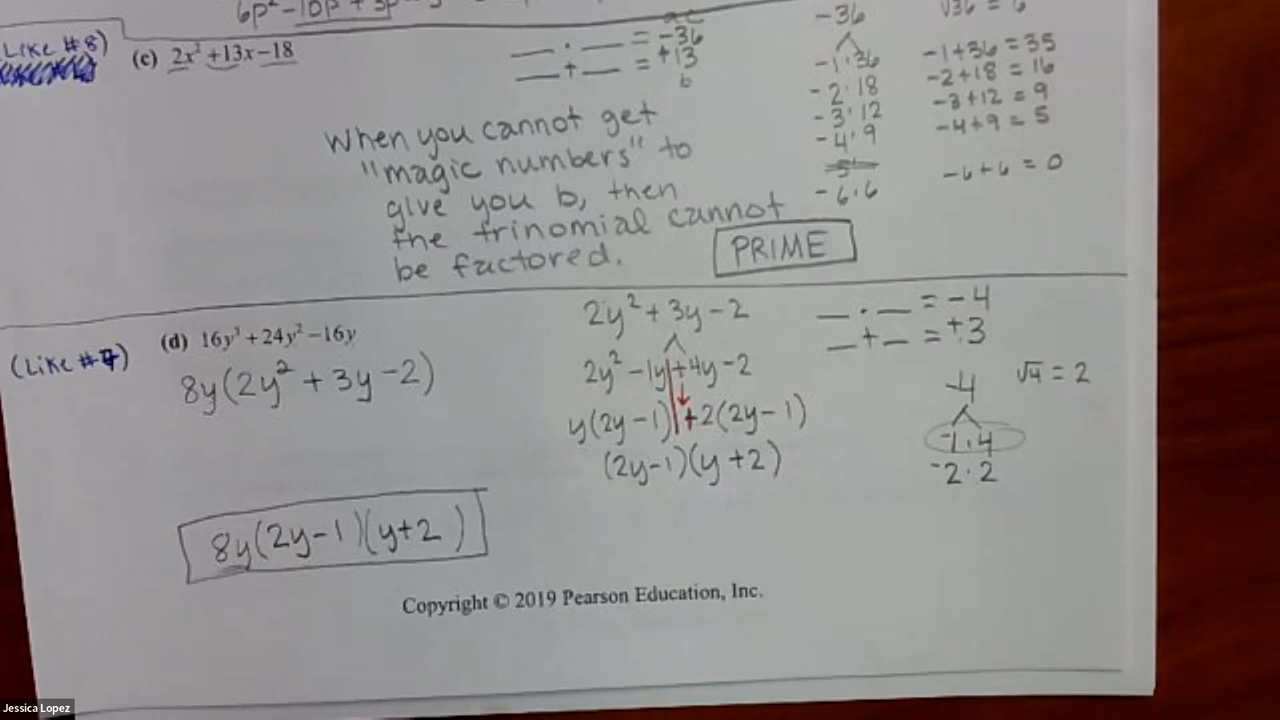 6p² - 10p + 3p
(Like #8)
(c) 2x² +13x −18
__ · __ = -36
__ + __ = +13
b
-36
-1·36
-2·18
-3·12
-4·9
-6·6
√36 = 6
-1+36 = 35
-2+18 = 16
-3+12 = 9
-4+9 = 5
-6+6 = 0
When you cannot get
"magic numbers" to
give you b, then
the trinomial cannot
be factored.
PRIME
(Like #7)
(d) 16y³ + 24y² −16y
8y(2y² + 3y - 2)
2y² + 3y - 2
2y² - 1y + 4y - 2
y(2y - 1) + 2(2y - 1)
(2y-1)(y+2)
__ · __ = -4
__ + __ = +3
-4
√4 = 2
-1·4
-2·2
8y(2y-1)(y+2)
Copyright © 2019 Pearson Education, Inc.
Jessica Lopez